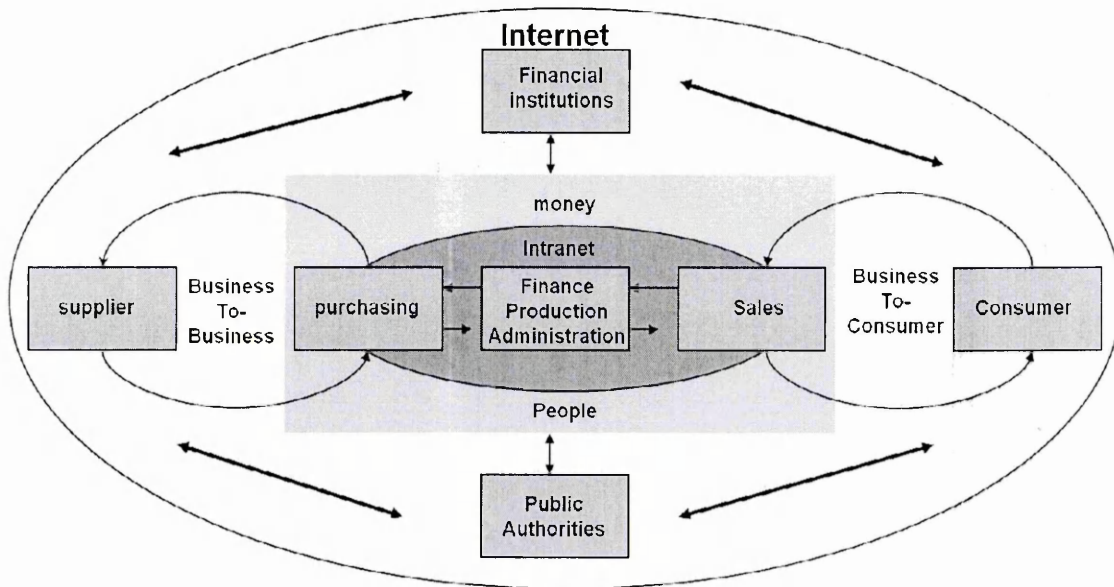 Internet
Financial
institutions
money
Intranet
supplier
Business
To-
Business
purchasing
Finance
Production
Administration
Sales
Business
To-
Consumer
Consumer
People
Public
Authorities